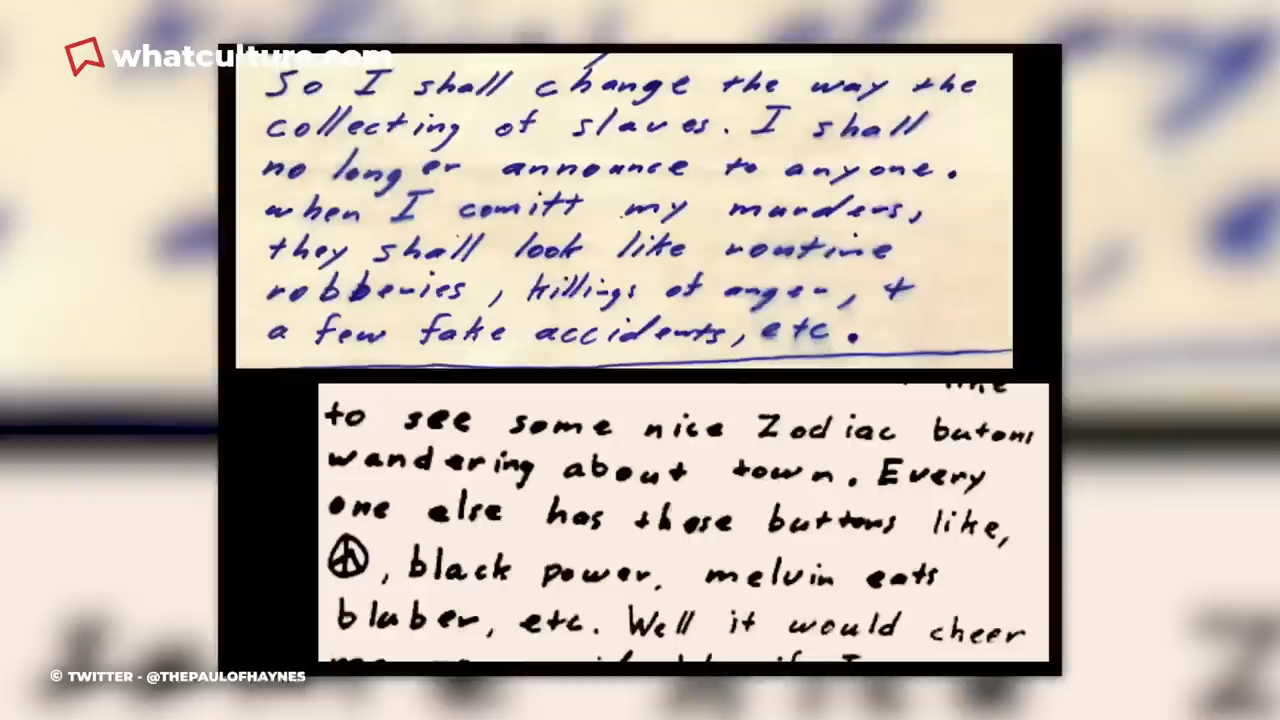 whatculture.com
So I shall change the way the
collecting of slaves. I shall
no longer announce to anyone.
when I comitt my murders,
they shall look like routine
robberies, killings of anger, +
a few fake accidents, etc.
to see some nice Zodiac butons
wandering about town. Every
one else has these buttons like,
☮, black power, melvin eats
bluber, etc. Well it would cheer
© TWITTER - @THEPAULOFHAYNES